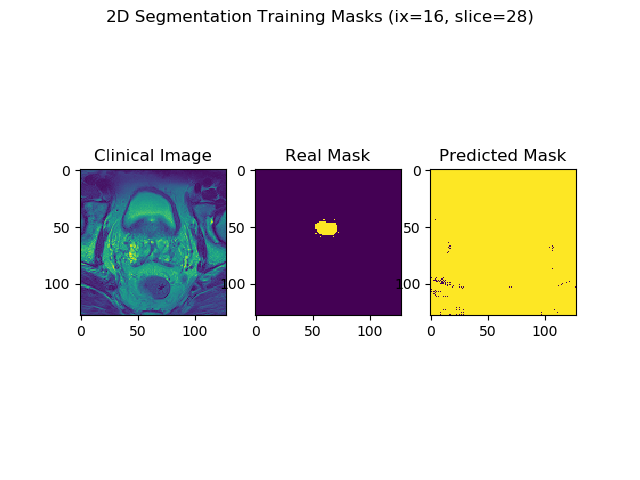 2D Segmentation Training Masks (ix=16, slice=28)
Clinical Image Real Mask Predicted Mask
0 0 0
50 50 50
100 100 100
0 50 100 0 50 100 0 50 100